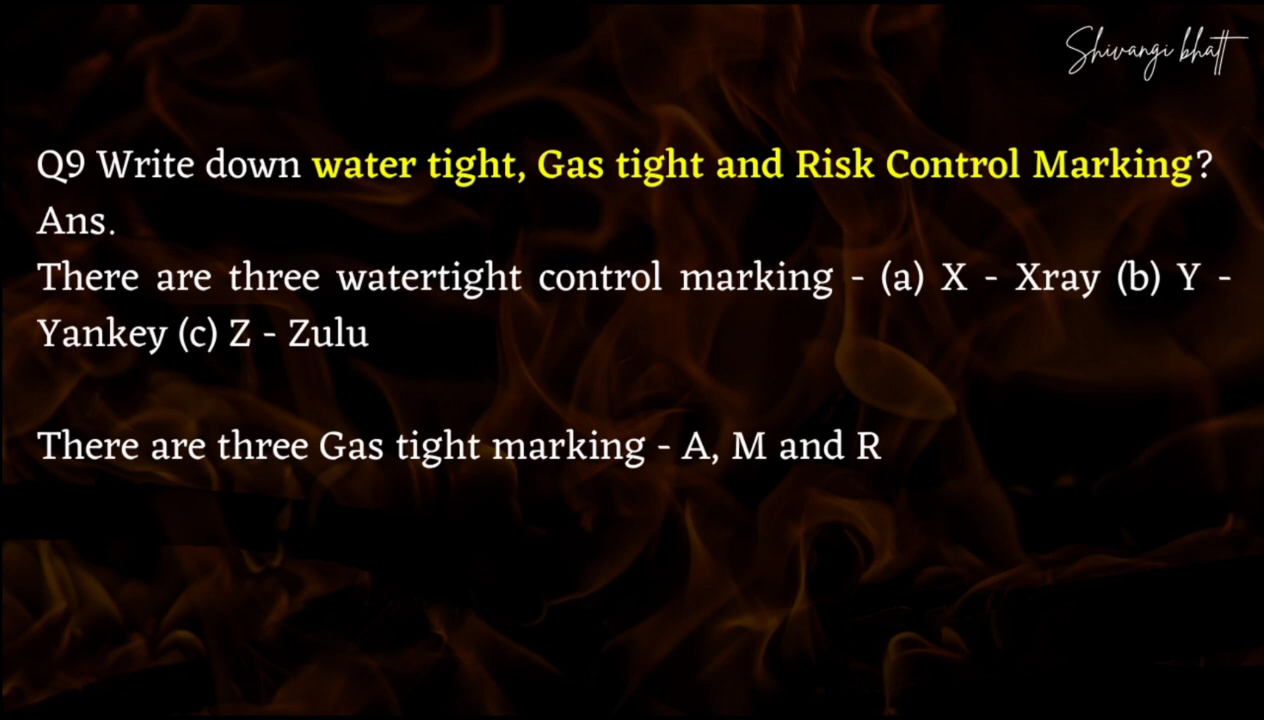 Shivangi bhatt
Q9 Write down water tight, Gas tight and Risk Control Marking?
Ans.
There are three watertight control marking - (a) X - Xray (b) Y -
Yankey (c) Z - Zulu
There are three Gas tight marking - A, M and R